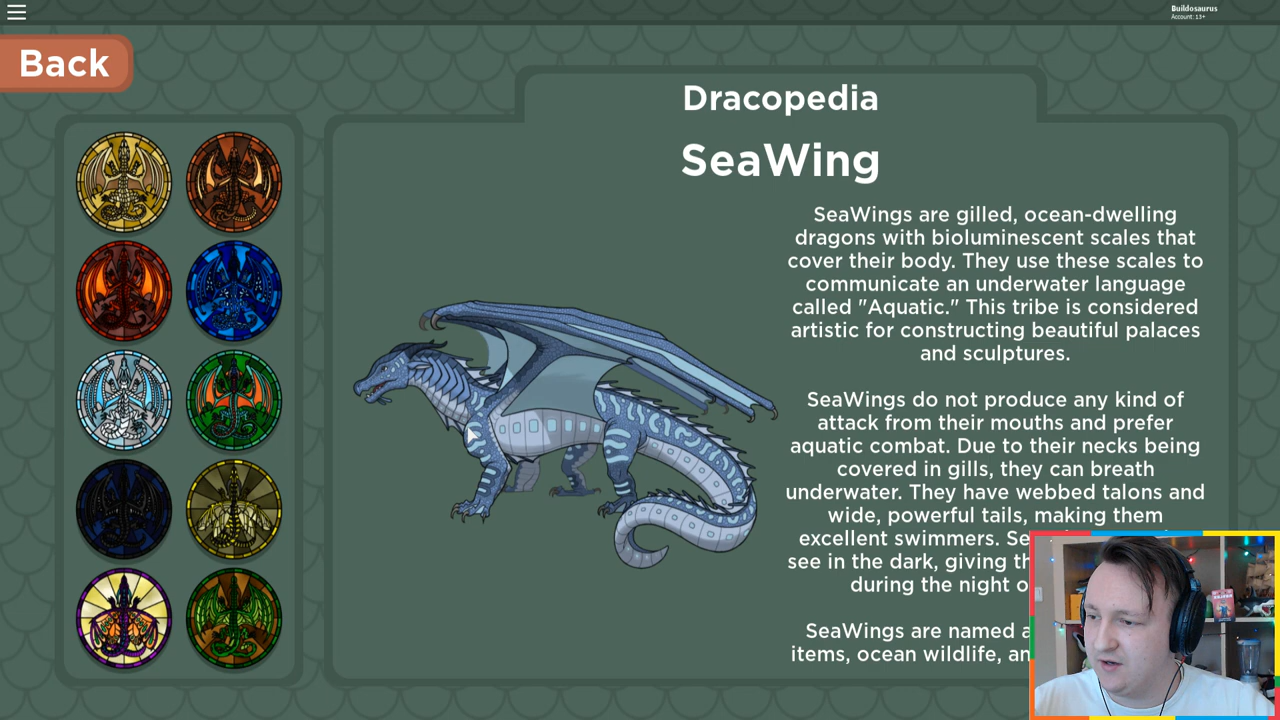 Buildosaurus
Account: 13+
Back
Dracopedia
SeaWing
SeaWings are gilled, ocean-dwelling
dragons with bioluminescent scales that
cover their body. They use these scales to
communicate an underwater language
called "Aquatic." This tribe is considered
artistic for constructing beautiful palaces
and sculptures.
SeaWings do not produce any kind of
attack from their mouths and prefer
aquatic combat. Due to their necks being
covered in gills, they can breath
underwater. They have webbed talons and
wide, powerful tails, making them
excellent swimmers.
see in the dark, giving
during the night
SeaWings are named
items, ocean wildlife,